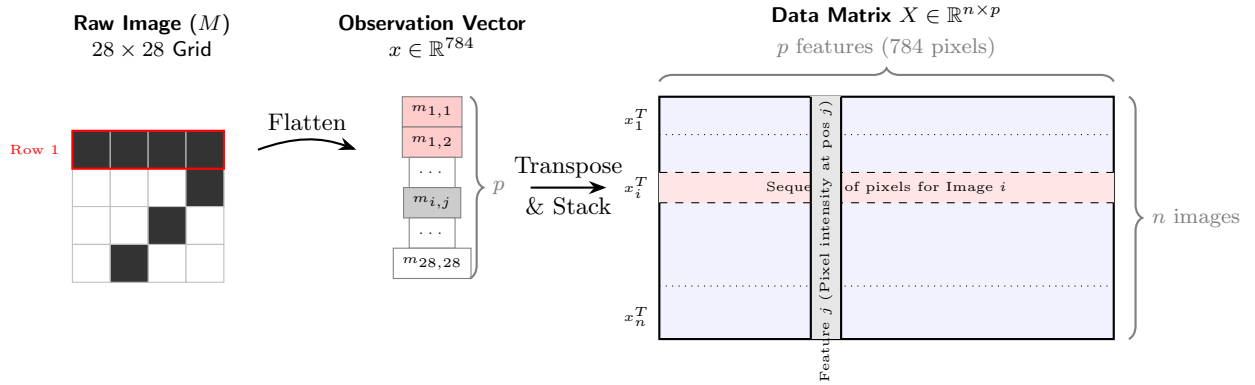 Raw Image (M)
28 × 28 Grid
Row 1
Flatten
Observation Vector
x ∈ ℝ^784
m_{1,1}
m_{1,2}
...
m_{i,j}
...
m_{28,28}
p
Transpose
& Stack
Data Matrix X ∈ ℝ^{n×p}
p features (784 pixels)
x_1^T
x_i^T
x_n^T
Seque of pixels for Image i
Feature j (Pixel intensity at pos j)
n images